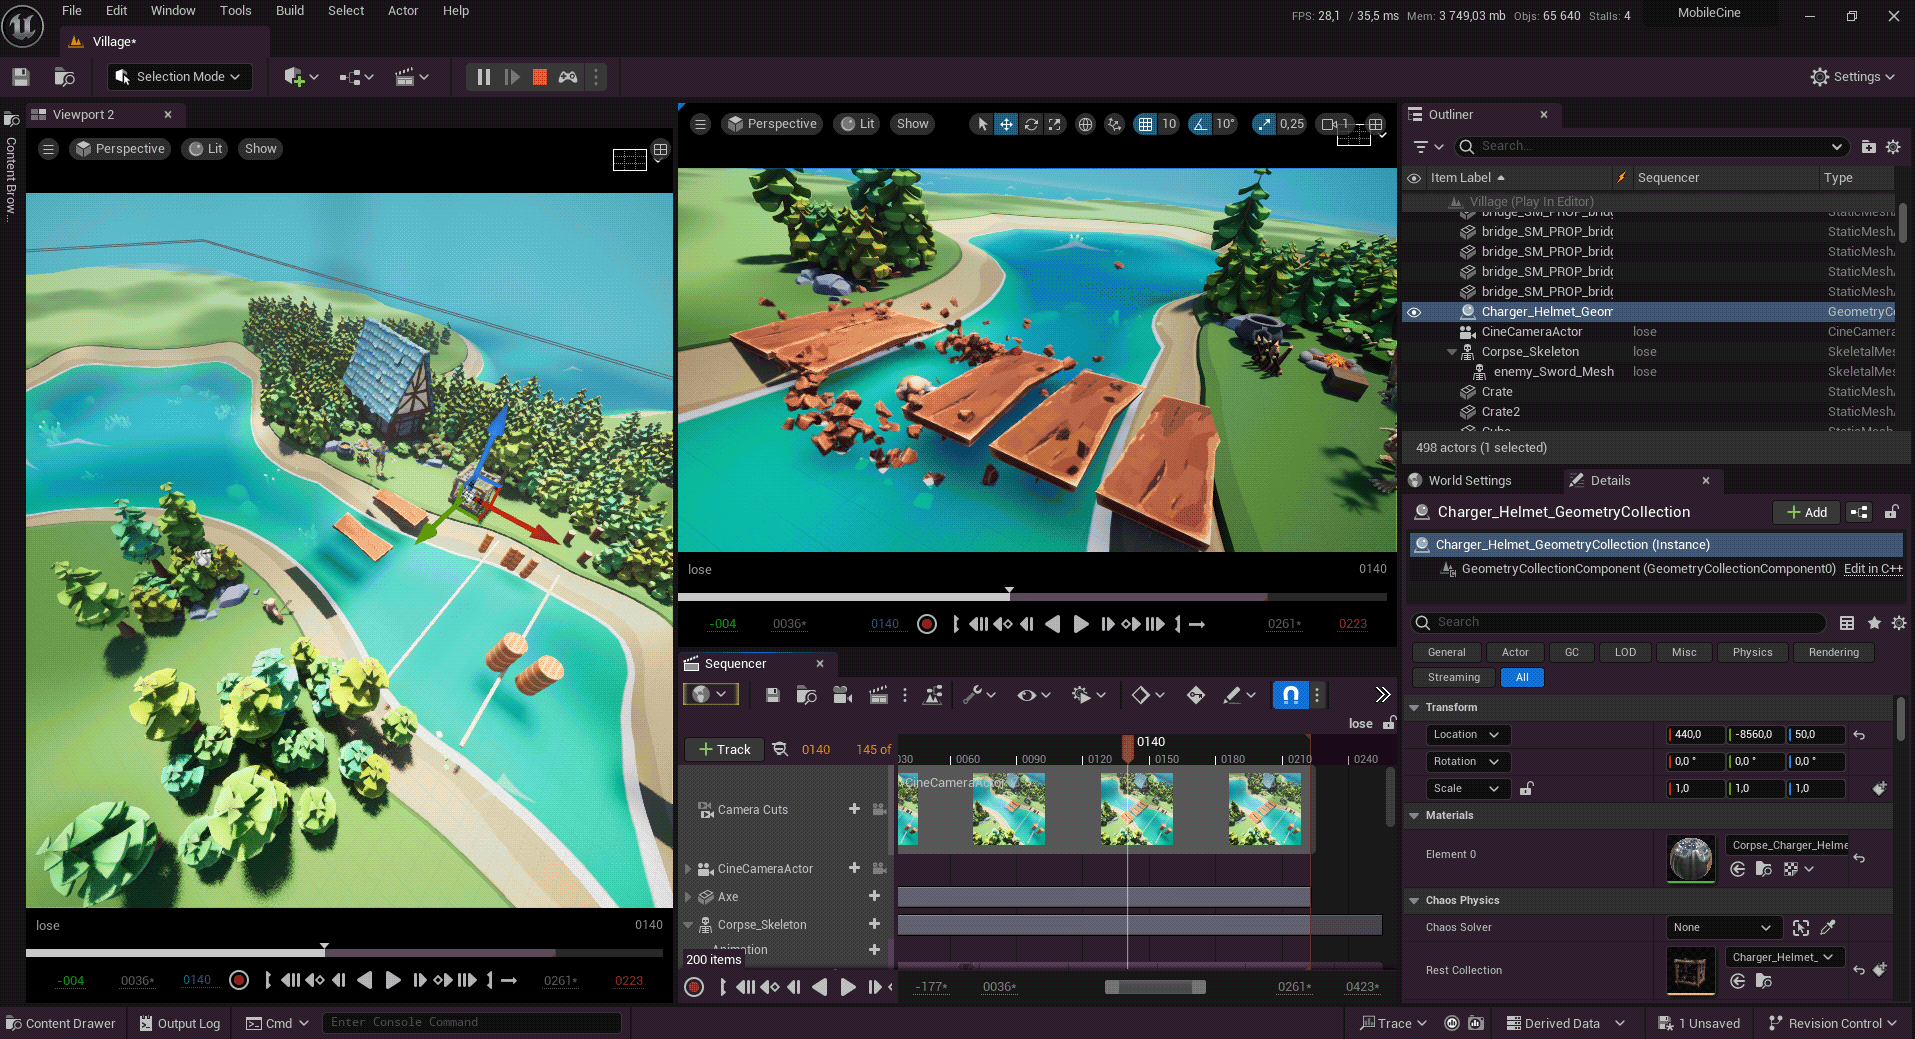 File Edit Window Tools Build Select Actor Help
FPS: 28,1 / 35,5 ms Mem: 3 749,03 mb Objs: 65 640 Stalls: 4
MobileCine
Village*
Selection Mode
Settings
Content Brow...
Viewport 2
Perspective Lit Show
lose 0140
-004 0036* 0140 0261* 0223
Perspective Lit Show 10 10° 0,25 1
lose 0140
-004 0036* 0140 0261* 0223
Sequencer
lose
Track 0140 145 of
0140
030 0060 0090 0120 0150 0180 0210 0240
CineCameraActor
Camera Cuts
CineCameraActor
Axe
Corpse_Skeleton
Animation
200 items
-177* 0036* 0261* 0423*
Outliner
Search...
Item Label Sequencer Type
Village (Play In Editor)
bridge_SM_PROP_bridg StaticMesh
bridge_SM_PROP_bridg StaticMesh
bridge_SM_PROP_bridg StaticMesh
bridge_SM_PROP_bridg StaticMesh
bridge_SM_PROP_bridg StaticMesh
Charger_Helmet_Geom GeometryC
CineCameraActor lose CineCamera
Corpse_Skeleton lose SkeletalMes
enemy_Sword_Mesh lose SkeletalMes
Crate StaticMesh
Crate2 StaticMesh
Cube StaticMesh
498 actors (1 selected)
World Settings Details
Charger_Helmet_GeometryCollection Add
Charger_Helmet_GeometryCollection (Instance)
GeometryCollectionComponent (GeometryCollectionComponent0) Edit in C++
Search
General Actor GC LOD Misc Physics Rendering
Streaming All
Transform
Location 440,0 -8560,0 50,0
Rotation 0,0 ° 0,0 ° 0,0 °
Scale 1,0 1,0 1,0
Materials
Element 0 Corpse_Charger_Helme
Chaos Physics
Chaos Solver None
Rest Collection Charger_Helmet_
Content Drawer Output Log Cmd Enter Console Command
Trace Derived Data 1 Unsaved Revision Control